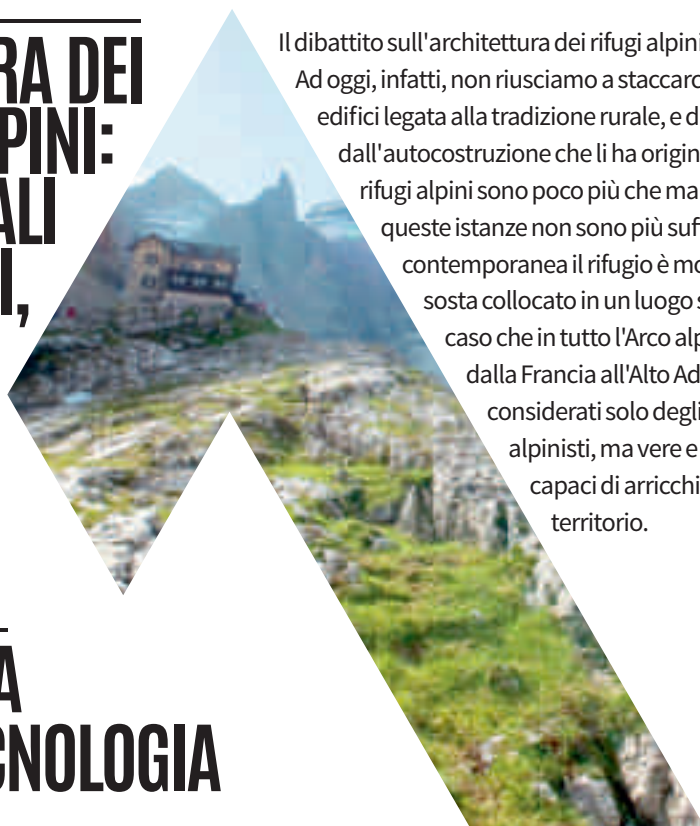 RA DEI
PINI:
ALI
I,
Il dibattito sull'architettura dei rifugi alpini
Ad oggi, infatti, non riusciamo a staccarc
edifici legata alla tradizione rurale, e d
dall'autocostruzione che li ha origin
rifugi alpini sono poco più che ma
queste istanze non sono più suf
contemporanea il rifugio è mo
sosta collocato in un luogo s
caso che in tutto l'Arco alp
dalla Francia all'Alto Ad
considerati solo degli
alpinisti, ma vere e
capaci di arricchi
territorio.
A
CNOLOGIA